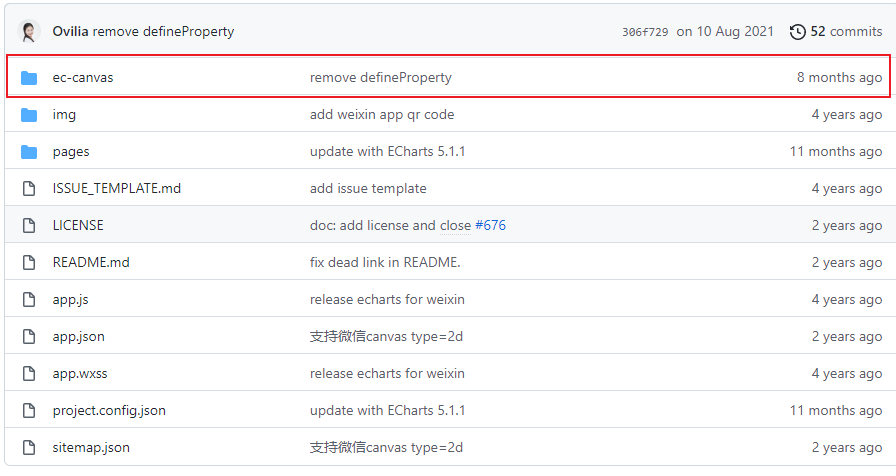 Ovilia remove defineProperty 306f729 on 10 Aug 2021 52 commits
ec-canvas remove defineProperty 8 months ago
img add weixin app qr code 4 years ago
pages update with ECharts 5.1.1 11 months ago
ISSUE_TEMPLATE.md add issue template 4 years ago
LICENSE doc: add license and close #676 2 years ago
README.md fix dead link in README. 2 years ago
app.js release echarts for weixin 4 years ago
app.json 支持微信canvas type=2d 2 years ago
app.wxss release echarts for weixin 4 years ago
project.config.json update with ECharts 5.1.1 11 months ago
sitemap.json 支持微信canvas type=2d 2 years ago